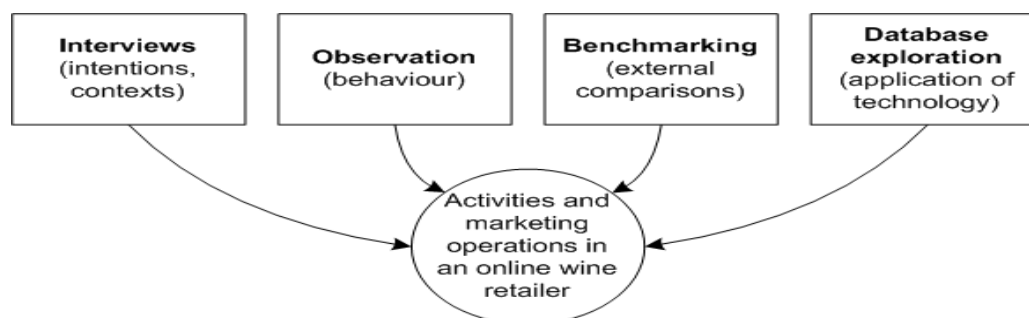 Interviews
(intentions,
contexts)
Observation
(behaviour)
Benchmarking
(external
comparisons)
Database
exploration
(application of
technology)
Activities and
marketing
operations in
an online wine
retailer